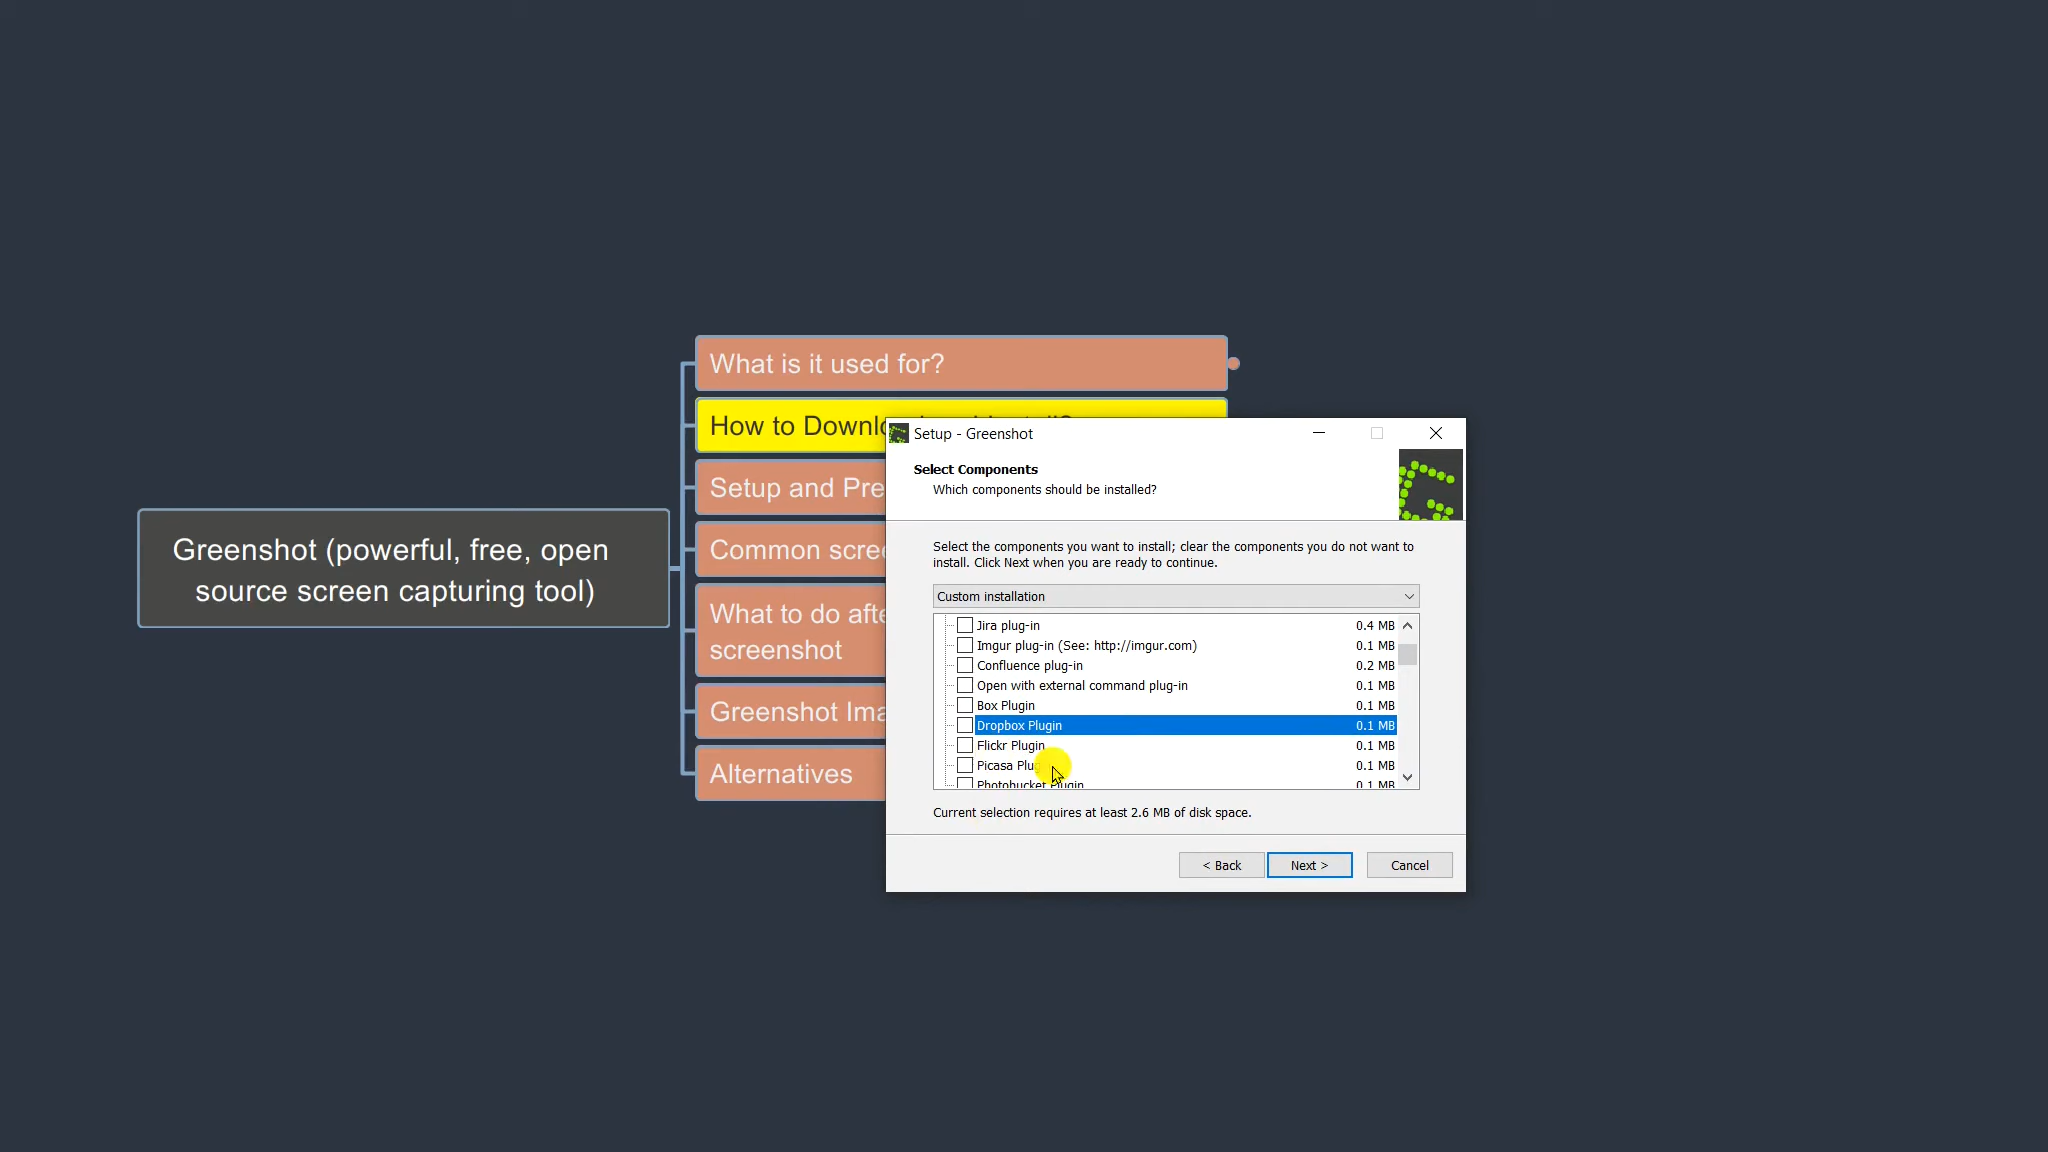 What is it used for?
How to Downlo
Setup and Pre
Common scree
What to do afte
screenshot
Greenshot Ima
Alternatives
Greenshot (powerful, free, open
source screen capturing tool)
Setup - Greenshot
Select Components
Which components should be installed?
Select the components you want to install; clear the components you do not want to
install. Click Next when you are ready to continue.
Custom installation
Jira plug-in 0.4 MB
Imgur plug-in (See: http://imgur.com) 0.1 MB
Confluence plug-in 0.2 MB
Open with external command plug-in 0.1 MB
Box Plugin 0.1 MB
Dropbox Plugin 0.1 MB
Flickr Plugin 0.1 MB
Picasa Plug 0.1 MB
Photobucket Plugin 0.1 MB
Current selection requires at least 2.6 MB of disk space.
< Back
Next >
Cancel